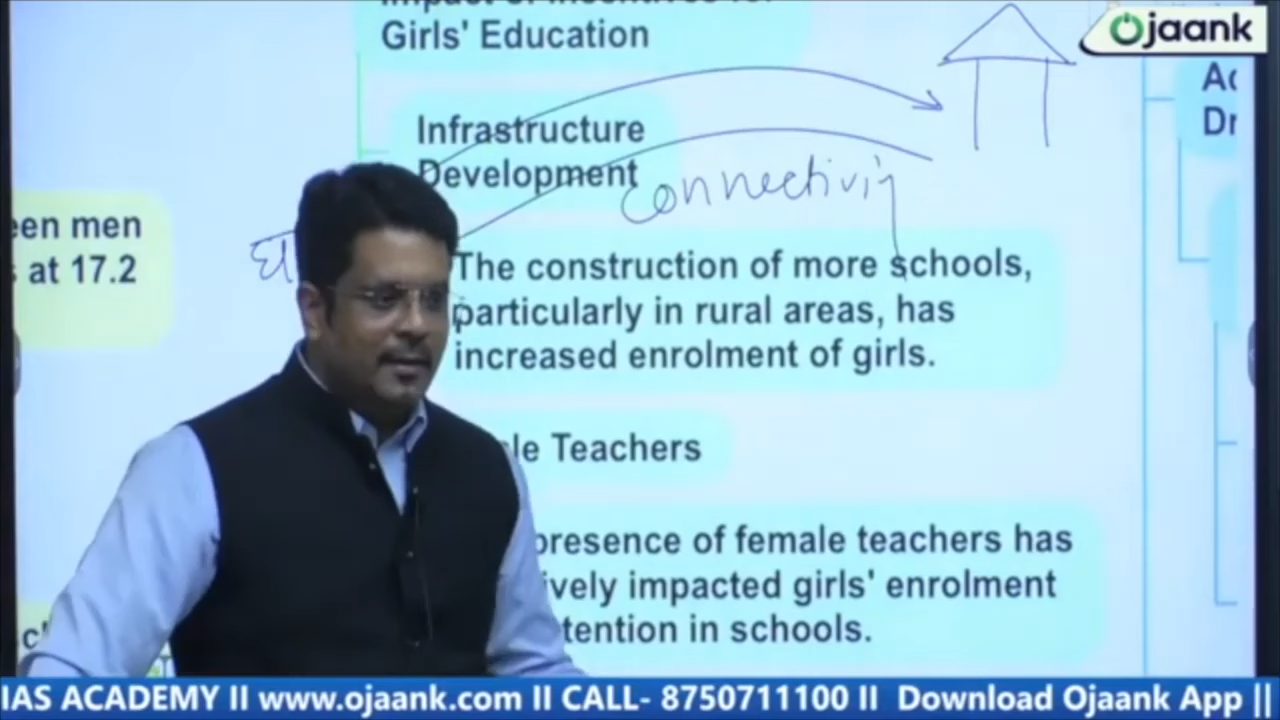 Girls' Education
Ojaank
Infrastructure
Development
connectivity
een men
at 17.2
The construction of more schools,
particularly in rural areas, has
increased enrolment of girls.
le Teachers
presence of female teachers has
ively impacted girls' enrolment
tention in schools.
IAS ACADEMY II www.ojaank.com II CALL- 8750711100 II Download Ojaank App ||